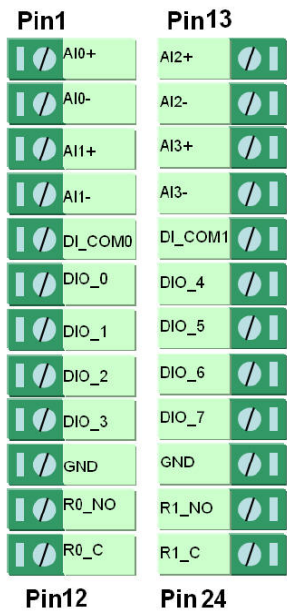 Pin1
AI0+
AI0-
AI1+
AI1-
DI_COM0
DIO_0
DIO_1
DIO_2
DIO_3
GND
R0_NO
R0_C
Pin12
Pin13
AI2+
AI2-
AI3+
AI3-
DI_COM1
DIO_4
DIO_5
DIO_6
DIO_7
GND
R1_NO
R1_C
Pin24